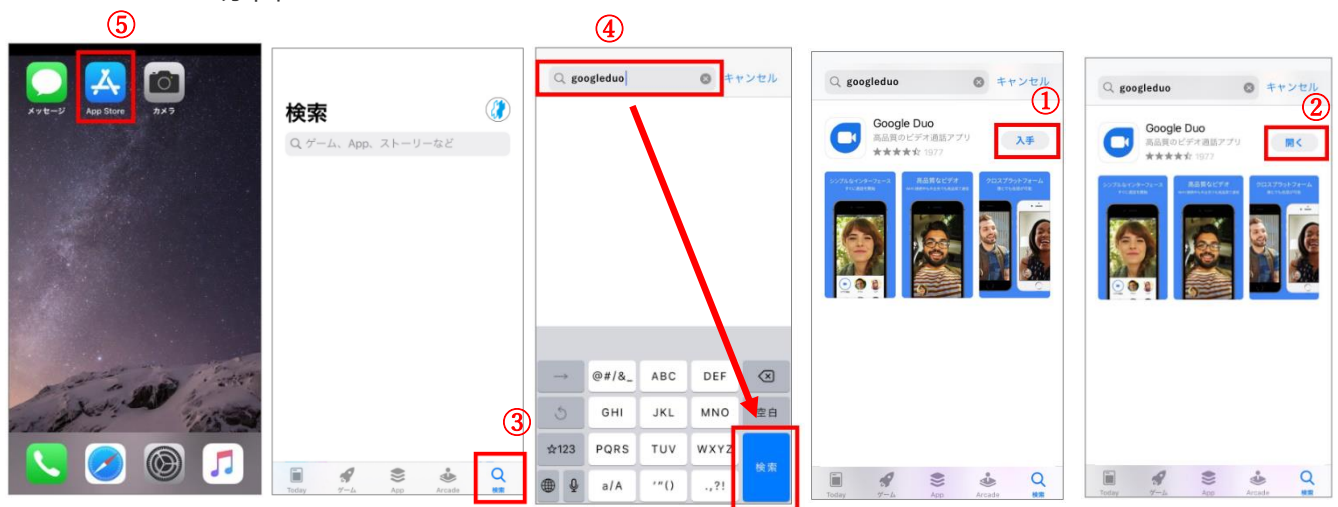 ⑤
メッセージ
App Store
カメラ
検索
ゲーム、App、ストーリーなど
③
Today
ゲーム
App
Arcade
検索
④
googleduo
キャンセル
→
@#/&_
ABC
DEF
GHI
JKL
MNO
空白
☆123
PQRS
TUV
WXYZ
検索
a/A
'"()
.,?!
googleduo
キャンセル
①
Google Duo
高品質のビデオ通話アプリ
入手
★★★★☆ 1977
シンプルなインターフェース
高品質なビデオ
クロスプラットフォーム
Today
ゲーム
App
Arcade
検索
googleduo
キャンセル
②
Google Duo
高品質のビデオ通話アプリ
開く
★★★★☆ 1977
シンプルなインターフェース
高品質なビデオ
クロスプラットフォーム
Today
ゲーム
App
Arcade
検索